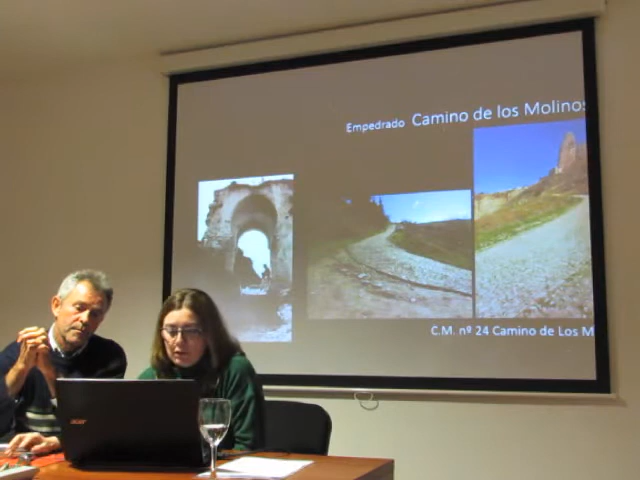 Empedrado Camino de los Molinos
C.M. nº 24 Camino de Los M
acer